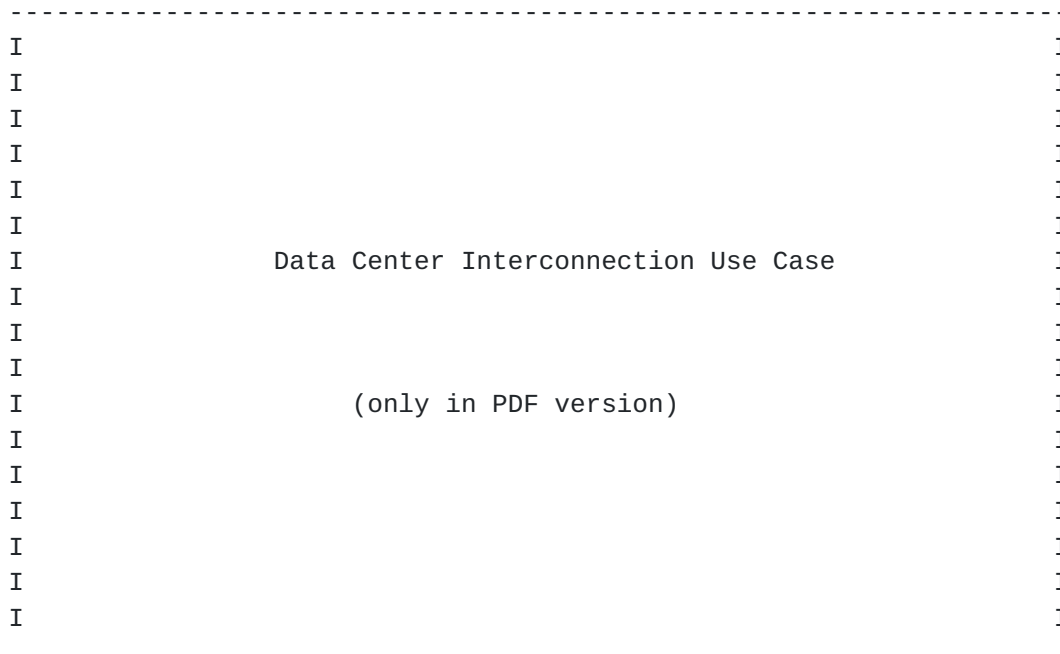 --------------------------------------------------------------------
I I
I I
I I
I I
I I
I I
I Data Center Interconnection Use Case I
I I
I I
I I
I (only in PDF version) I
I I
I I
I I
I I
I I
I I